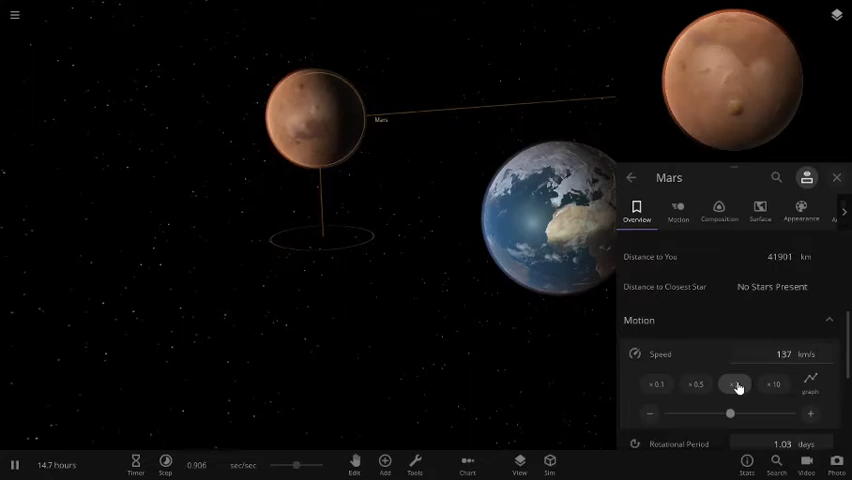 Mars
Mars
Overview
Motion
Composition
Surface
Appearance
Distance to You 41901 km
Distance to Closest Star No Stars Present
Motion
Speed 137 km/s
× 0.1 × 0.5 × 10 graph
Rotational Period 1.03 days
14.7 hours Timer Step 0.906 sec/sec Edit Add Tools Chart View Sim Stats Search Video Photo